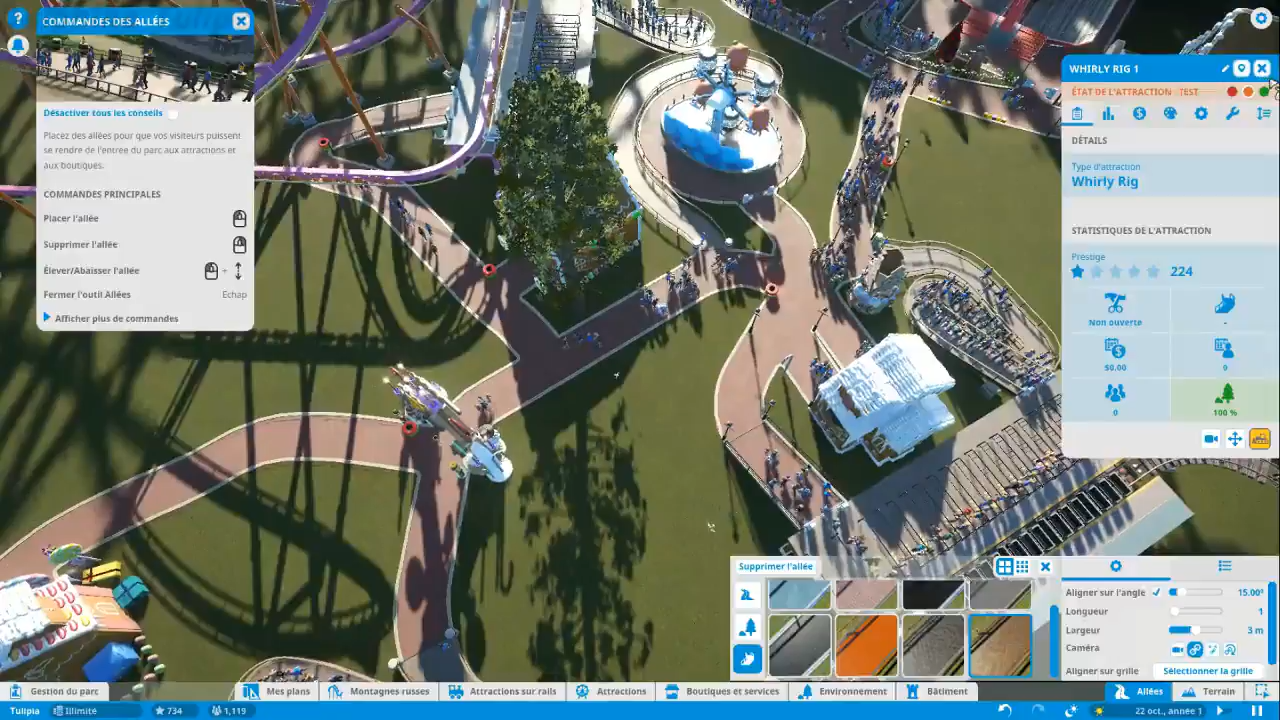 COMMANDES DES ALLÉES
Désactiver tous les conseils
Placez des allées pour que vos visiteurs puissent
se rendre de l'entrée du parc aux attractions et
aux boutiques.
COMMANDES PRINCIPALES
Placer l'allée
Supprimer l'allée
Élever/Abaisser l'allée
+
Fermer l'outil Allées Echap
Afficher plus de commandes
WHIRLY RIG 1
ÉTAT DE L'ATTRACTION : TEST
DÉTAILS
Type d'attraction
Whirly Rig
STATISTIQUES DE L'ATTRACTION
Prestige
224
Non ouverte -
$0.00 0
0 100 %
Supprimer l'allée
Aligner sur l'angle 15.00°
Longueur 1
Largeur 3 m
Caméra
Aligner sur grille Sélectionner la grille
Gestion du parc Mes plans Montagnes russes Attractions sur rails Attractions Boutiques et services Environnement Bâtiment Allées Terrain
Tulipia Illimité 734 1,119 22 oct., année 1